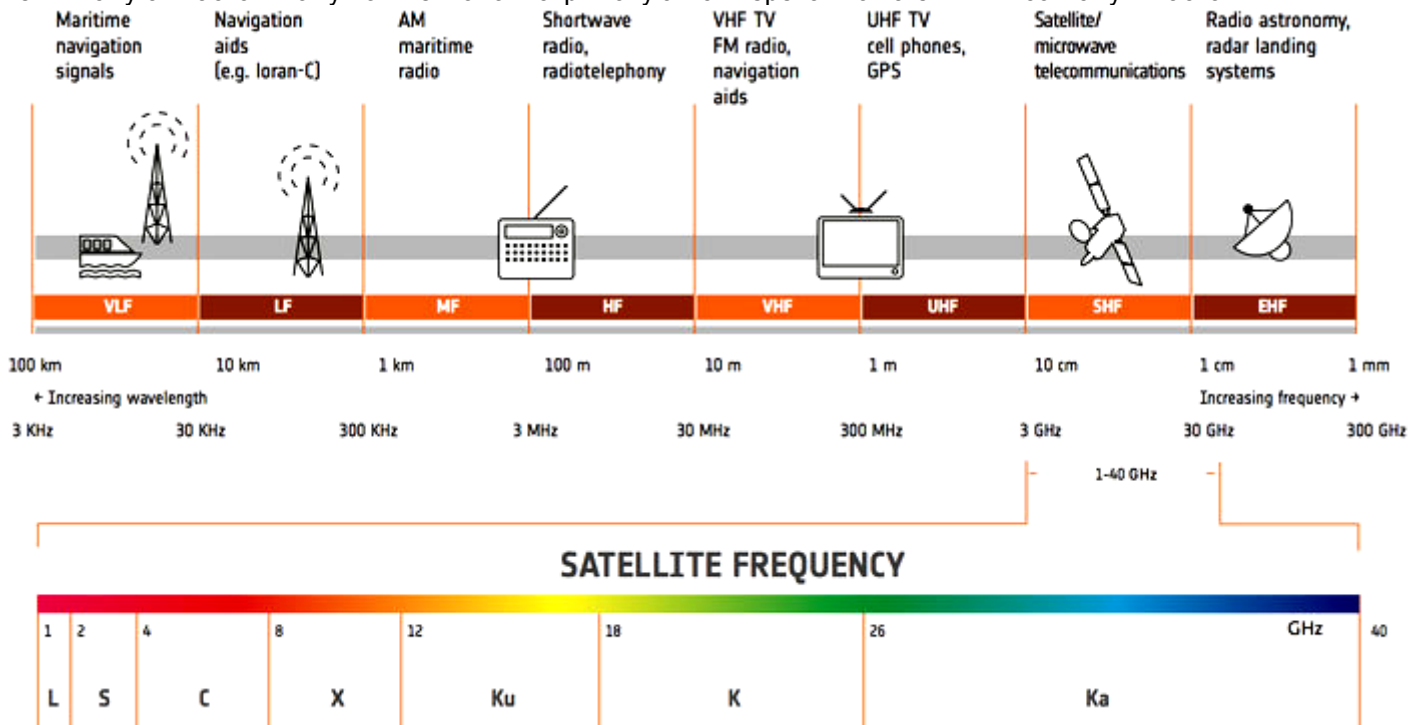 Maritime
navigation
signals
Navigation
aids
(e.g. loran-C)
AM
maritime
radio
Shortwave
radio,
radiotelephony
VHF TV
FM radio,
navigation
aids
UHF TV
cell phones,
GPS
Satellite/
microwave
telecommunications
Radio astronomy,
radar landing
systems
VLF LF MF HF VHF UHF SHF EHF
100 km 10 km 1 km 100 m 10 m 1 m 10 cm 1 cm 1 mm
← Increasing wavelength Increasing frequency →
3 KHz 30 KHz 300 KHz 3 MHz 30 MHz 300 MHz 3 GHz 30 GHz 300 GHz
1-40 GHz
SATELLITE FREQUENCY
1 2 4 8 12 18 26 GHz 40
L S C X Ku K Ka